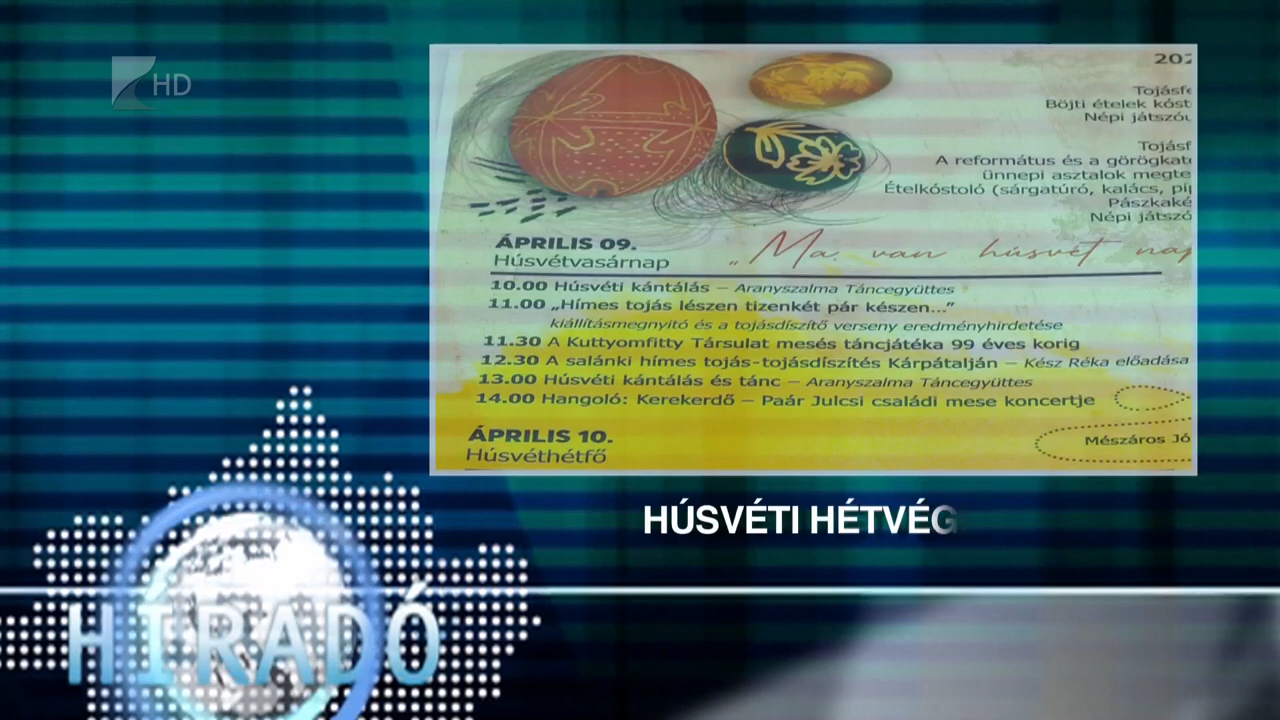 HD
202
Tojásfe
Böjti ételek kóst
Népi játszóu
Tojásf
A református és a görögkato
ünnepi asztalok megte
Ételkóstoló (sárgatúró, kalács, pi
Pászkaké
Népi játszó
ÁPRILIS 09.
Húsvétvasárnap
„Ma van húsvét nap
10.00 Húsvéti kántálás – Aranyszalma Táncegyüttes
11.00 „Hímes tojás lészen tizenkét pár készen...”
kiállításmegnyitó és a tojásdíszítő verseny eredményhirdetése
11.30 A Kuttyomfitty Társulat mesés táncjátéka 99 éves korig
12.30 A salánki hímes tojás-tojásdíszítés Kárpátalján – Kész Réka előadása
13.00 Húsvéti kántálás és tánc – Aranyszalma Táncegyüttes
14.00 Hangoló: Kerekerdő – Paár Julcsi családi mese koncertje
ÁPRILIS 10.
Húsvéthétfő
Mészáros Jó
HÚSVÉTI HÉTVÉG
HÍRADÓ